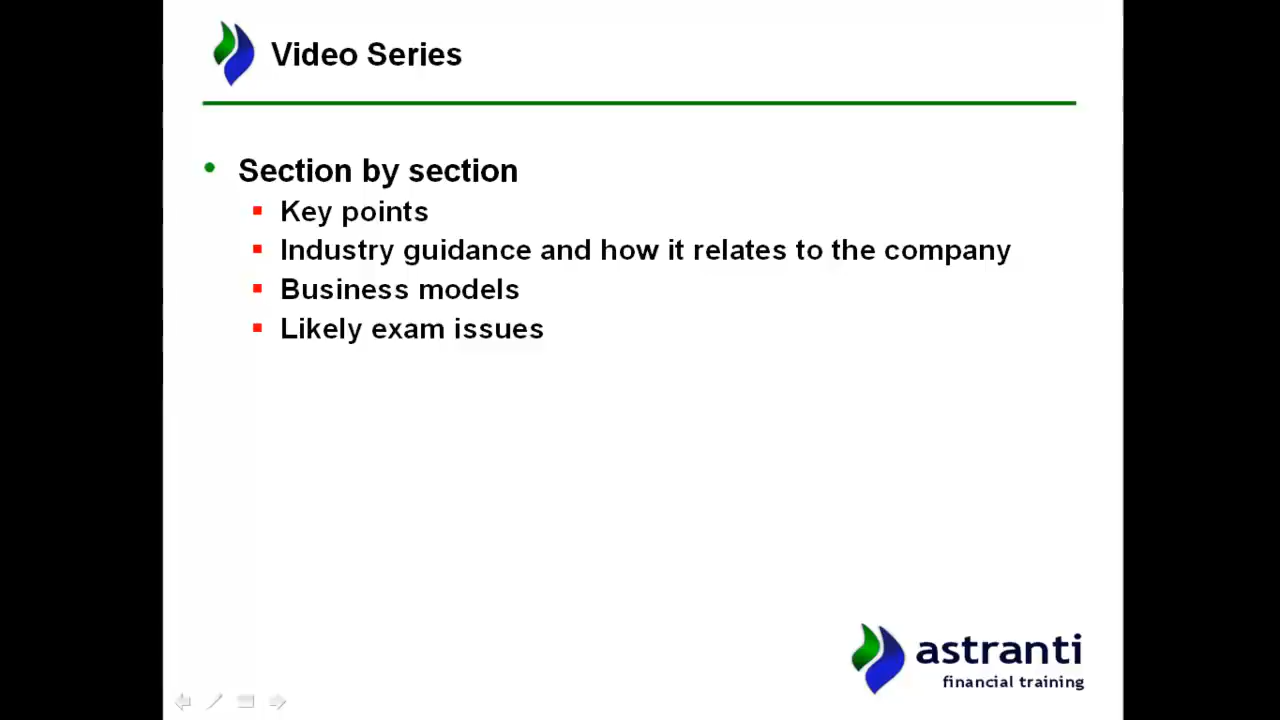 Video Series
Section by section
Key points
Industry guidance and how it relates to the company
Business models
Likely exam issues
astranti
financial training